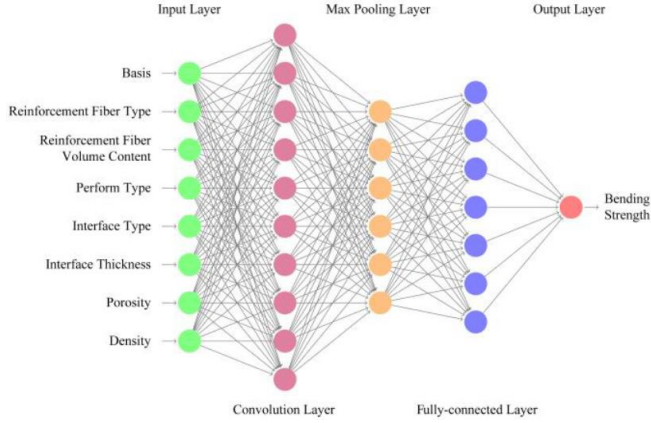 Input Layer
Max Pooling Layer
Output Layer
Basis
Reinforcement Fiber Type
Reinforcement Fiber
Volume Content
Perform Type
Interface Type
Interface Thickness
Porosity
Density
Bending
Strength
Convolution Layer
Fully-connected Layer